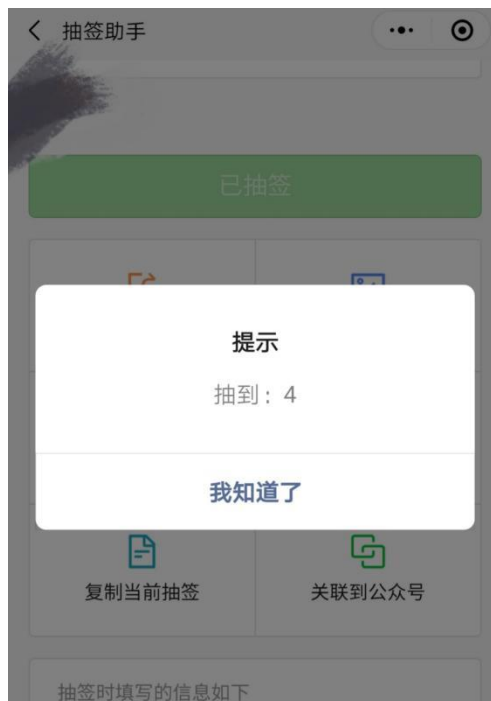 抽签助手
已抽签
提示
抽到：4
我知道了
复制当前抽签
关联到公众号
抽签时填写的信息如下